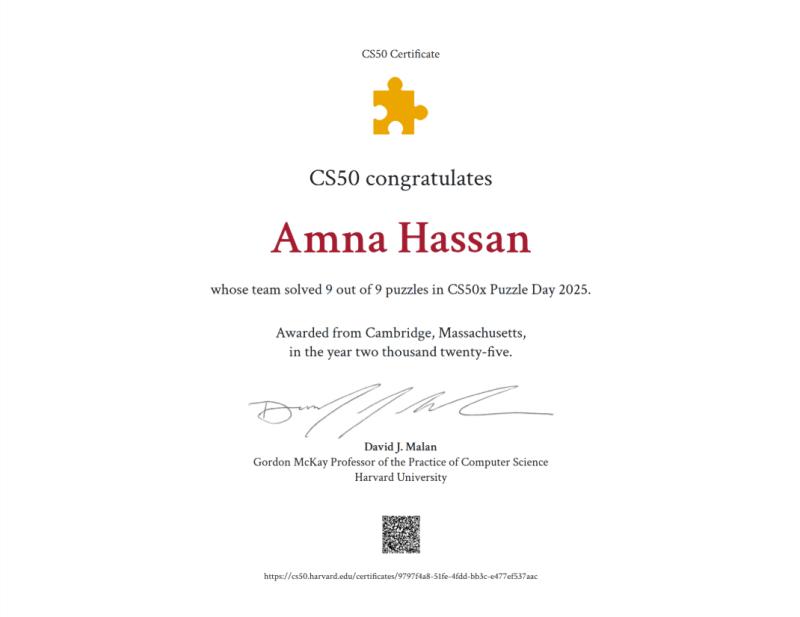 CS50 Certificate
CS50 congratulates
Amna Hassan
whose team solved 9 out of 9 puzzles in CS50x Puzzle Day 2025.
Awarded from Cambridge, Massachusetts,
in the year two thousand twenty-five.
David J. Malan
Gordon McKay Professor of the Practice of Computer Science
Harvard University
https://cs50.harvard.edu/certificates/9797f4a8-51fe-4fdd-bb3c-e477ef537aac